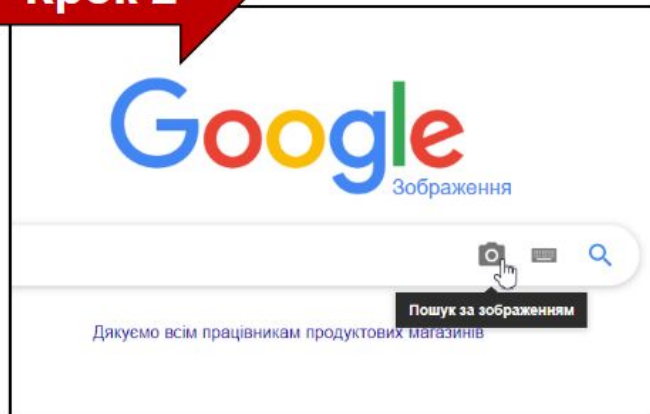 Крок 2
Google
Зображення
Пошук за зображенням
Дякуємо всім працівникам продуктових магазинів